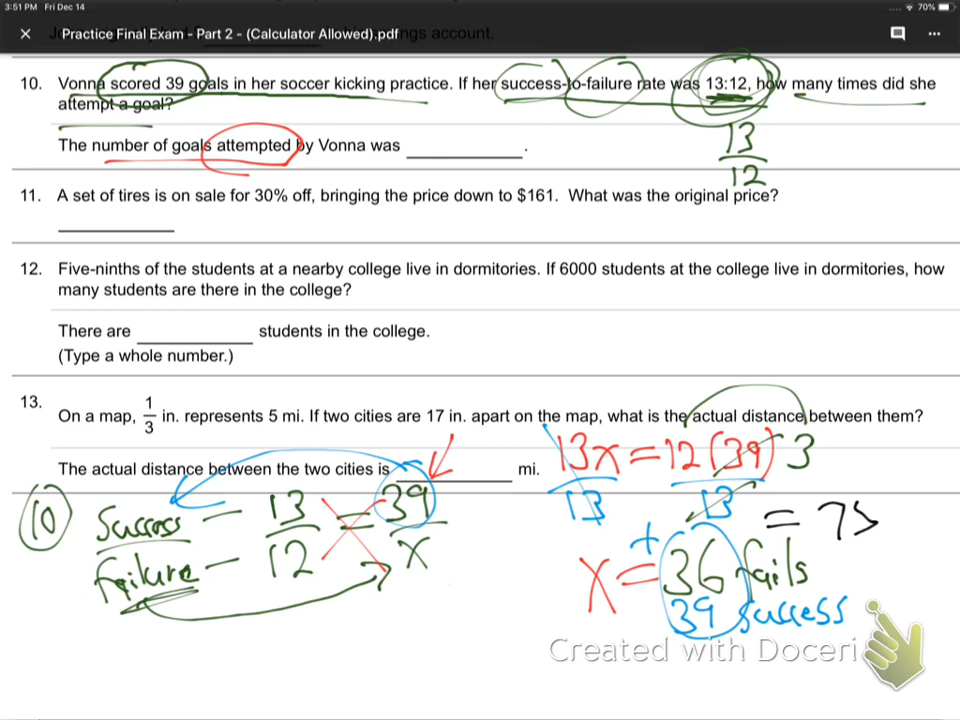 3:51 PM Fri Dec 14
70%
× Practice Final Exam - Part 2 - (Calculator Allowed).pdf ...
10. Vonna scored 39 goals in her soccer kicking practice. If her success-to-failure rate was 13:12, how many times did she
attempt a goal?
The number of goals attempted by Vonna was ________.
13
12
11. A set of tires is on sale for 30% off, bringing the price down to $161. What was the original price?
12. Five-ninths of the students at a nearby college live in dormitories. If 6000 students at the college live in dormitories, how
many students are there in the college?
There are ________ students in the college.
(Type a whole number.)
13. On a map, 1/3 in. represents 5 mi. If two cities are 17 in. apart on the map, what is the actual distance between them?
The actual distance between the two cities is ________ mi.
13x = 12(39) 3
13 13
= 75
(10) Success - 13 = 39
Failure - 12 x
+
x = 36 fails
39 success
Created with Doceri